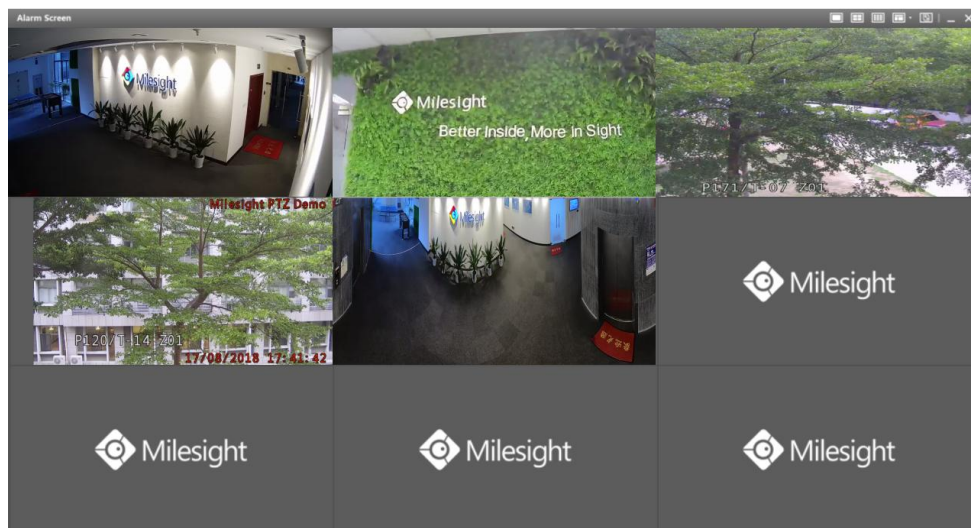 Alarm Screen
Milesight
Milesight
Better Inside, More in Sight
P171/T-07 Z01
Milesight PTZ Demo
P120/T-14 Z01
17/08/2018 17:41:42
Milesight
Milesight
Milesight
Milesight
Milesight